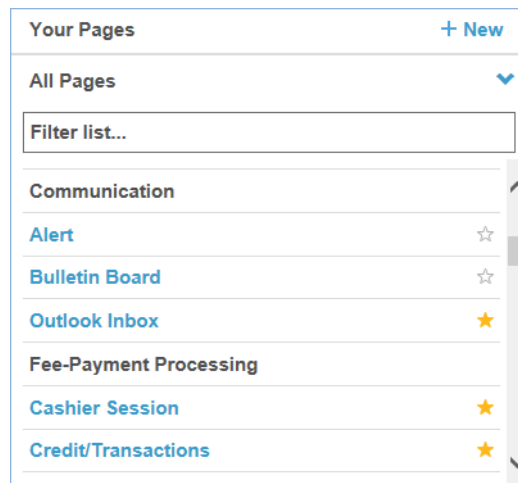 Your Pages + New
All Pages
Filter list...
Communication
Alert
Bulletin Board
Outlook Inbox
Fee-Payment Processing
Cashier Session
Credit/Transactions